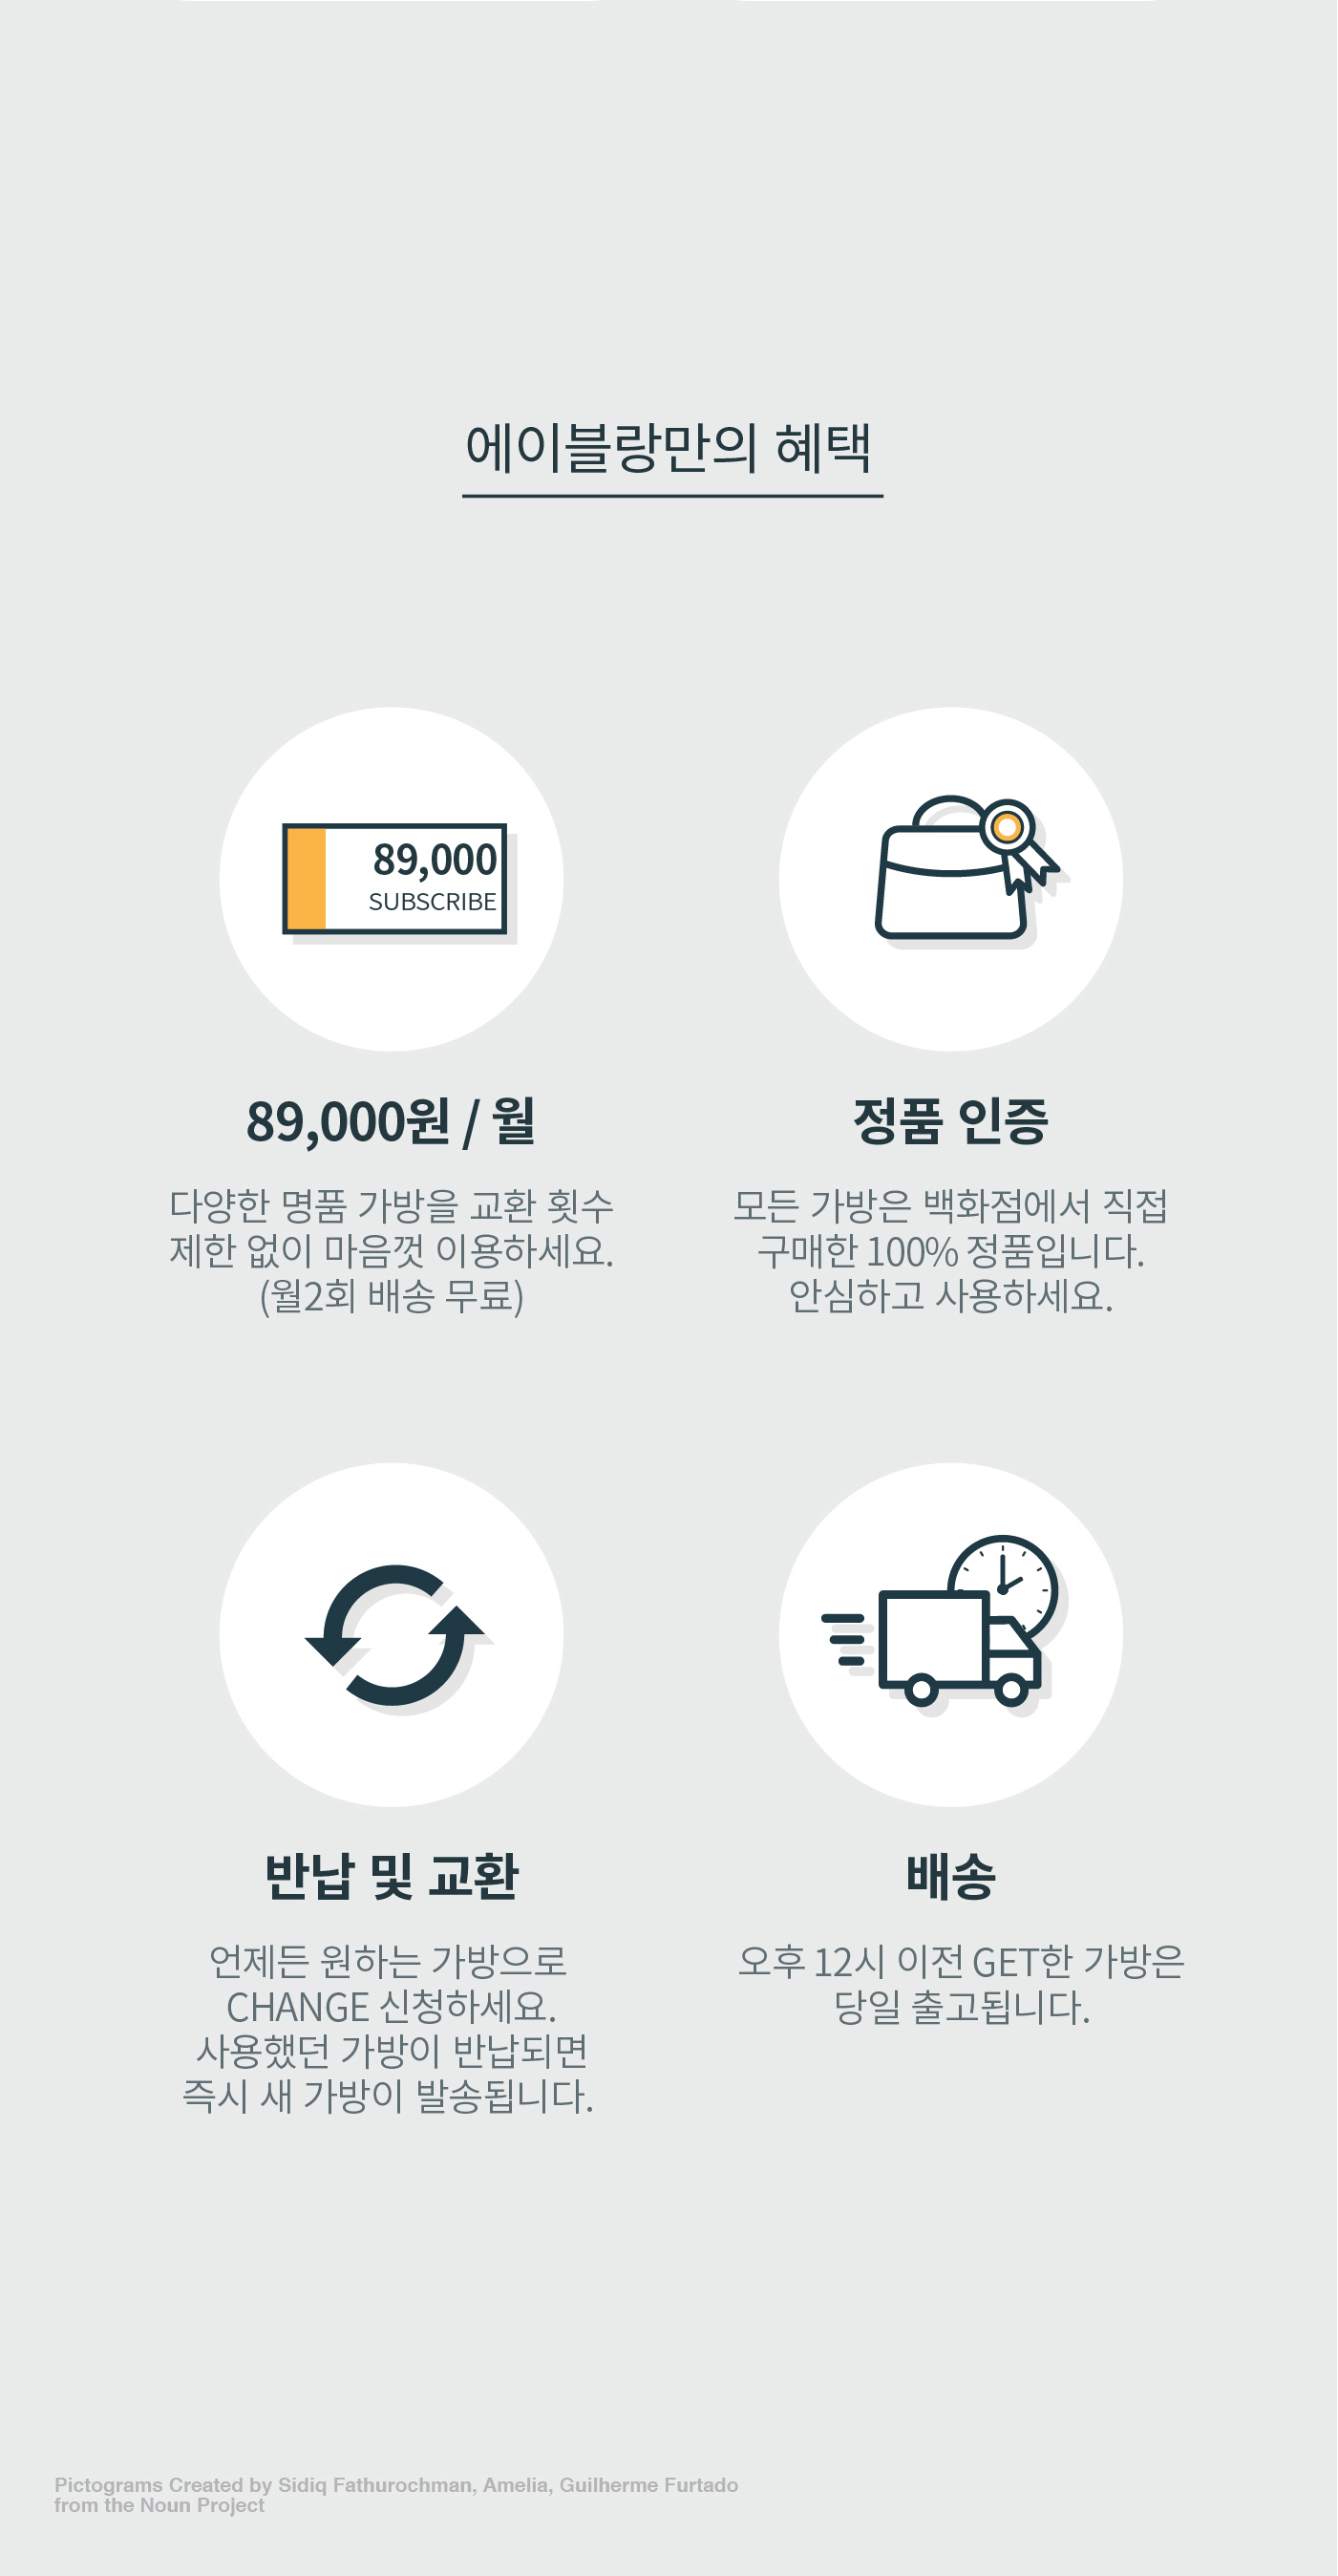 에이블랑만의 혜택
89,000
SUBSCRIBE
89,000원 / 월
다양한 명품 가방을 교환 횟수
제한 없이 마음껏 이용하세요.
(월2회 배송 무료)
정품 인증
모든 가방은 백화점에서 직접
구매한 100% 정품입니다.
안심하고 사용하세요.
반납 및 교환
언제든 원하는 가방으로
CHANGE 신청하세요.
사용했던 가방이 반납되면
즉시 새 가방이 발송됩니다.
배송
오후 12시 이전 GET한 가방은
당일 출고됩니다.
Pictograms Created by Sidiq Fathurochman, Amelia, Guilherme Furtado
from the Noun Project